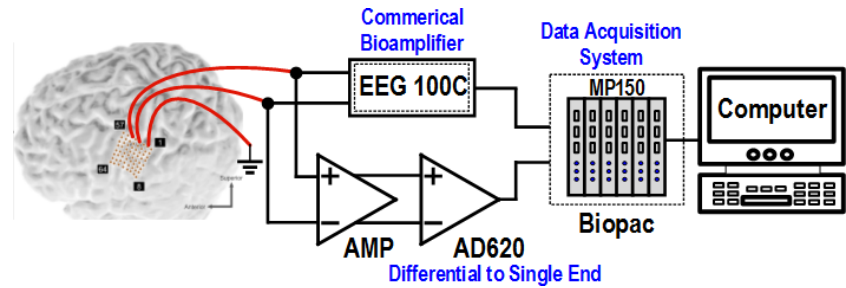 Commerical
Bioamplifier
EEG 100C
Data Acquisition
System
MP150
Computer
Biopac
57
1
64
8
Superior
Anterior
AMP
AD620
Differential to Single End